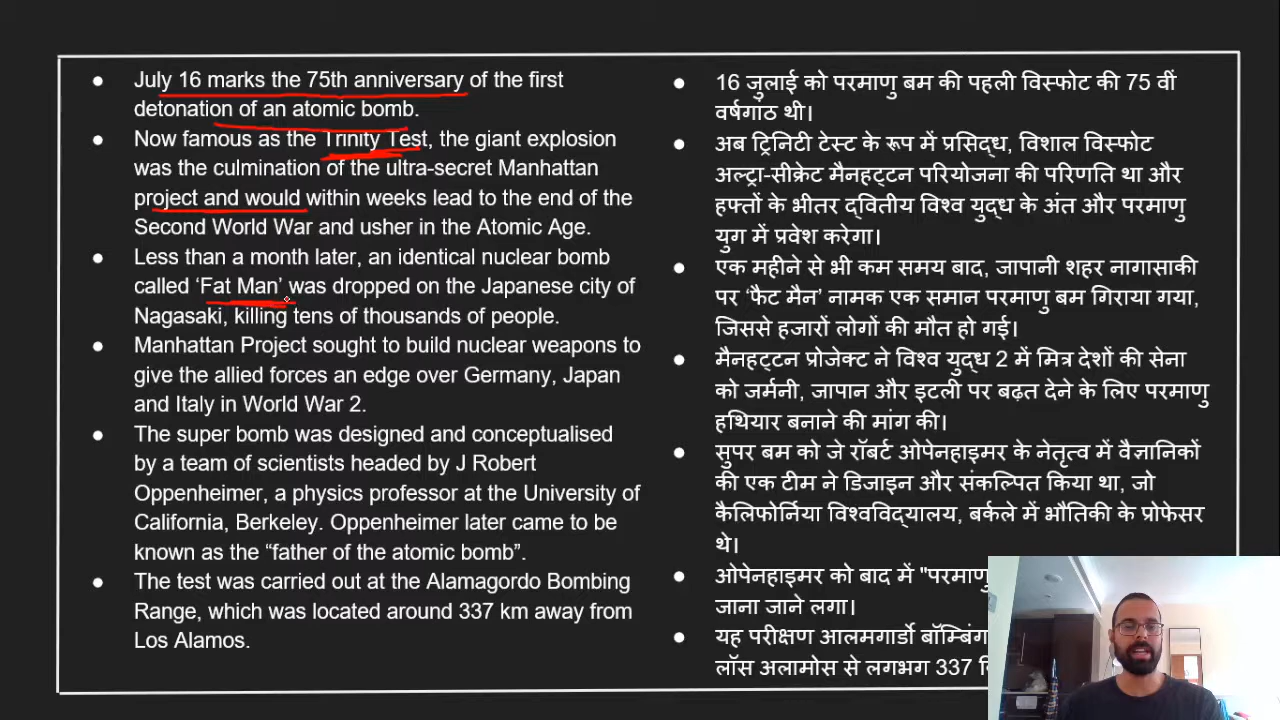 July 16 marks the 75th anniversary of the first
detonation of an atomic bomb.
Now famous as the Trinity Test, the giant explosion
was the culmination of the ultra-secret Manhattan
project and would within weeks lead to the end of the
Second World War and usher in the Atomic Age.
Less than a month later, an identical nuclear bomb
called ‘Fat Man’ was dropped on the Japanese city of
Nagasaki, killing tens of thousands of people.
Manhattan Project sought to build nuclear weapons to
give the allied forces an edge over Germany, Japan
and Italy in World War 2.
The super bomb was designed and conceptualised
by a team of scientists headed by J Robert
Oppenheimer, a physics professor at the University of
California, Berkeley. Oppenheimer later came to be
known as the “father of the atomic bomb”.
The test was carried out at the Alamagordo Bombing
Range, which was located around 337 km away from
Los Alamos.
16 जुलाई को परमाणु बम की पहली विस्फोट की 75 वीं
वर्षगांठ थी।
अब ट्रिनिटी टेस्ट के रूप में प्रसिद्ध, विशाल विस्फोट
अल्ट्रा-सीक्रेट मैनहट्टन परियोजना की परिणति था और
हफ्तों के भीतर द्वितीय विश्व युद्ध के अंत और परमाणु
युग में प्रवेश करेगा।
एक महीने से भी कम समय बाद, जापानी शहर नागासाकी
पर ‘फैट मैन’ नामक एक समान परमाणु बम गिराया गया,
जिससे हजारों लोगों की मौत हो गई।
मैनहट्टन प्रोजेक्ट ने विश्व युद्ध 2 में मित्र देशों की सेना
को जर्मनी, जापान और इटली पर बढ़त देने के लिए परमाणु
हथियार बनाने की मांग की।
सुपर बम को जे रॉबर्ट ओपेनहाइमर के नेतृत्व में वैज्ञानिकों
की एक टीम ने डिजाइन और संकल्पित किया था, जो
कैलिफोर्निया विश्वविद्यालय, बर्कले में भौतिकी के प्रोफेसर
थे।
ओपेनहाइमर को बाद में "परमाणु
जाना जाने लगा।
यह परीक्षण आलमगार्डो बॉम्बिंग
लॉस अलामोस से लगभग 337